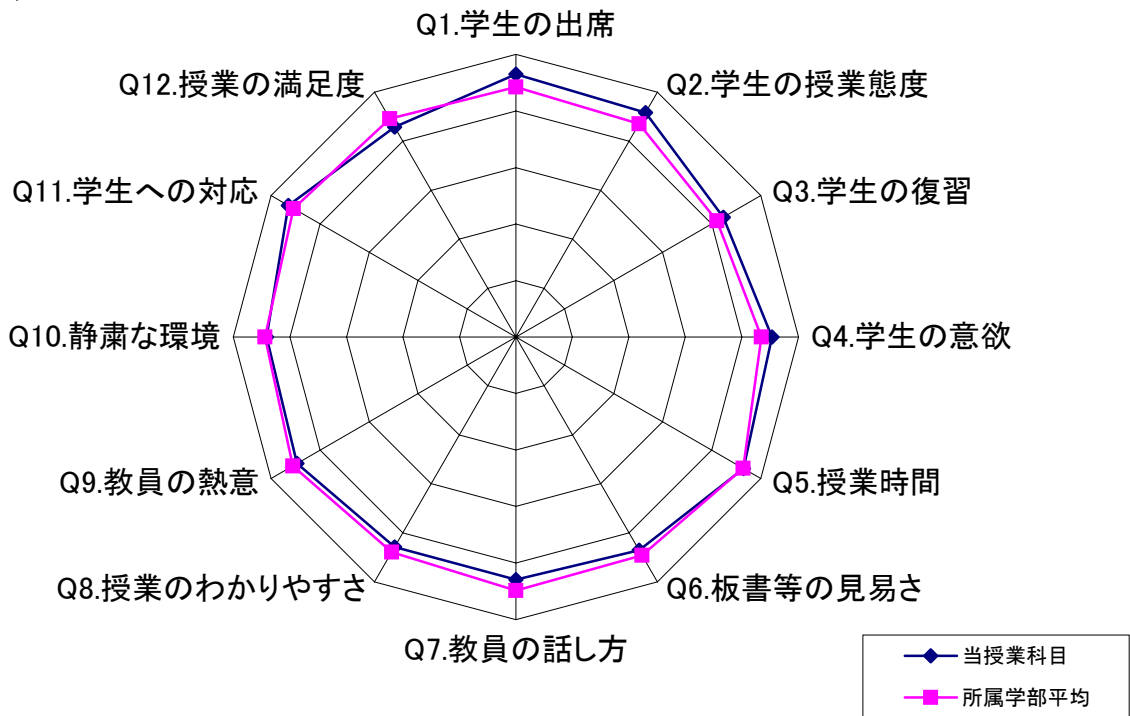 Q1.学生の出席
Q2.学生の授業態度
Q3.学生の復習
Q4.学生の意欲
Q5.授業時間
Q6.板書等の見易さ
Q7.教員の話し方
Q8.授業のわかりやすさ
Q9.教員の熱意
Q10.静粛な環境
Q11.学生への対応
Q12.授業の満足度
当授業科目
所属学部平均